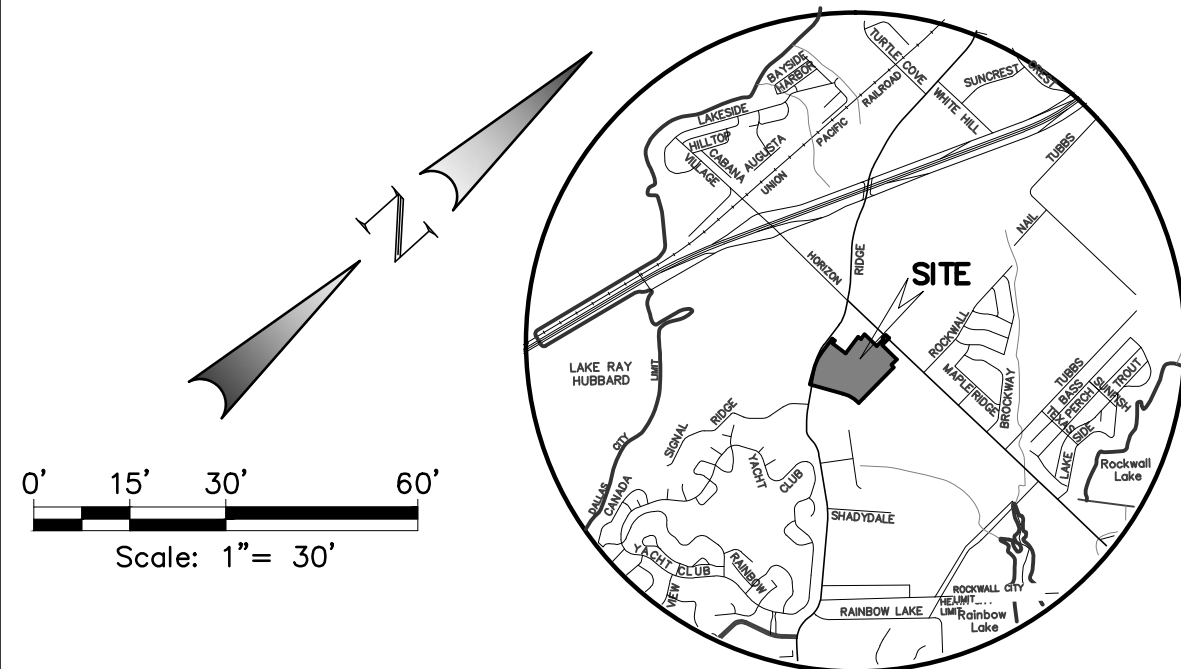 N
0' 15' 30' 60'
Scale: 1"= 30'
BAYSIDE
HARBOR
TURTLE COVE
SUNCREST
CREST
WHITE HILL
RAILROAD
PACIFIC
UNION
LAKESIDE
HILLTOP
CABANA
AUGUSTA
VILLAGE
TUBBS
NAIL
HORIZON
RIDGE
SITE
ROCKWALL
MAPLERIDGE
BROCKWAY
TUBBS
BASS
PERCH
SUNFISH
TROUT
TEXAS
SIDE
LAKE
Rockwall
Lake
LAKE RAY
HUBBARD
LIMIT
CITY
DALLAS
CANADA
SIGNAL
RIDGE
YACHT
CLUB
SHADYDALE
YACHT
CLUB
RAINBOW
VIEW
RAINBOW LAKE
ROCKWALL CITY
LIMIT
LIMIT
Rainbow
Lake